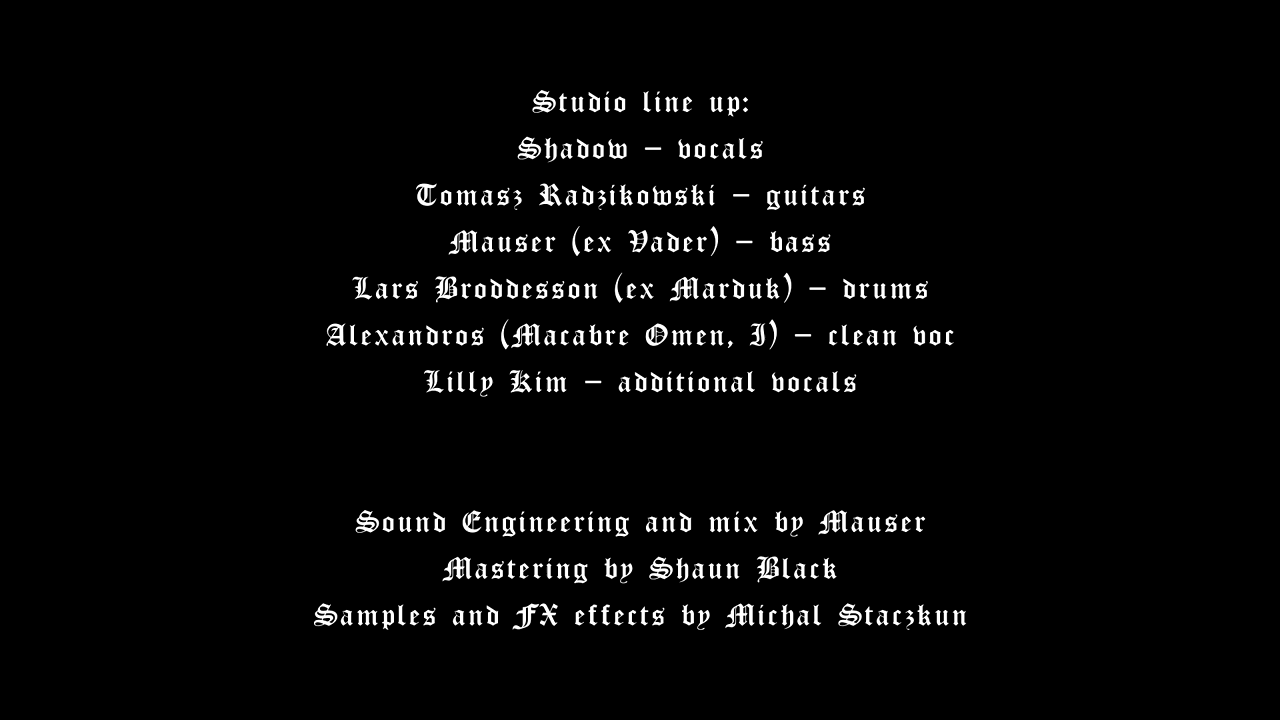 Studio line up:
Shadow – vocals
Tomasz Radzikowski – guitars
Mauser (ex Vader) – bass
Lars Broddesson (ex Marduk) – drums
Alexandros (Macabre Omen, I) – clean voc
Lilly Kim – additional vocals
Sound Engineering and mix by Mauser
Mastering by Shaun Black
Samples and FX effects by Michal Staczkun